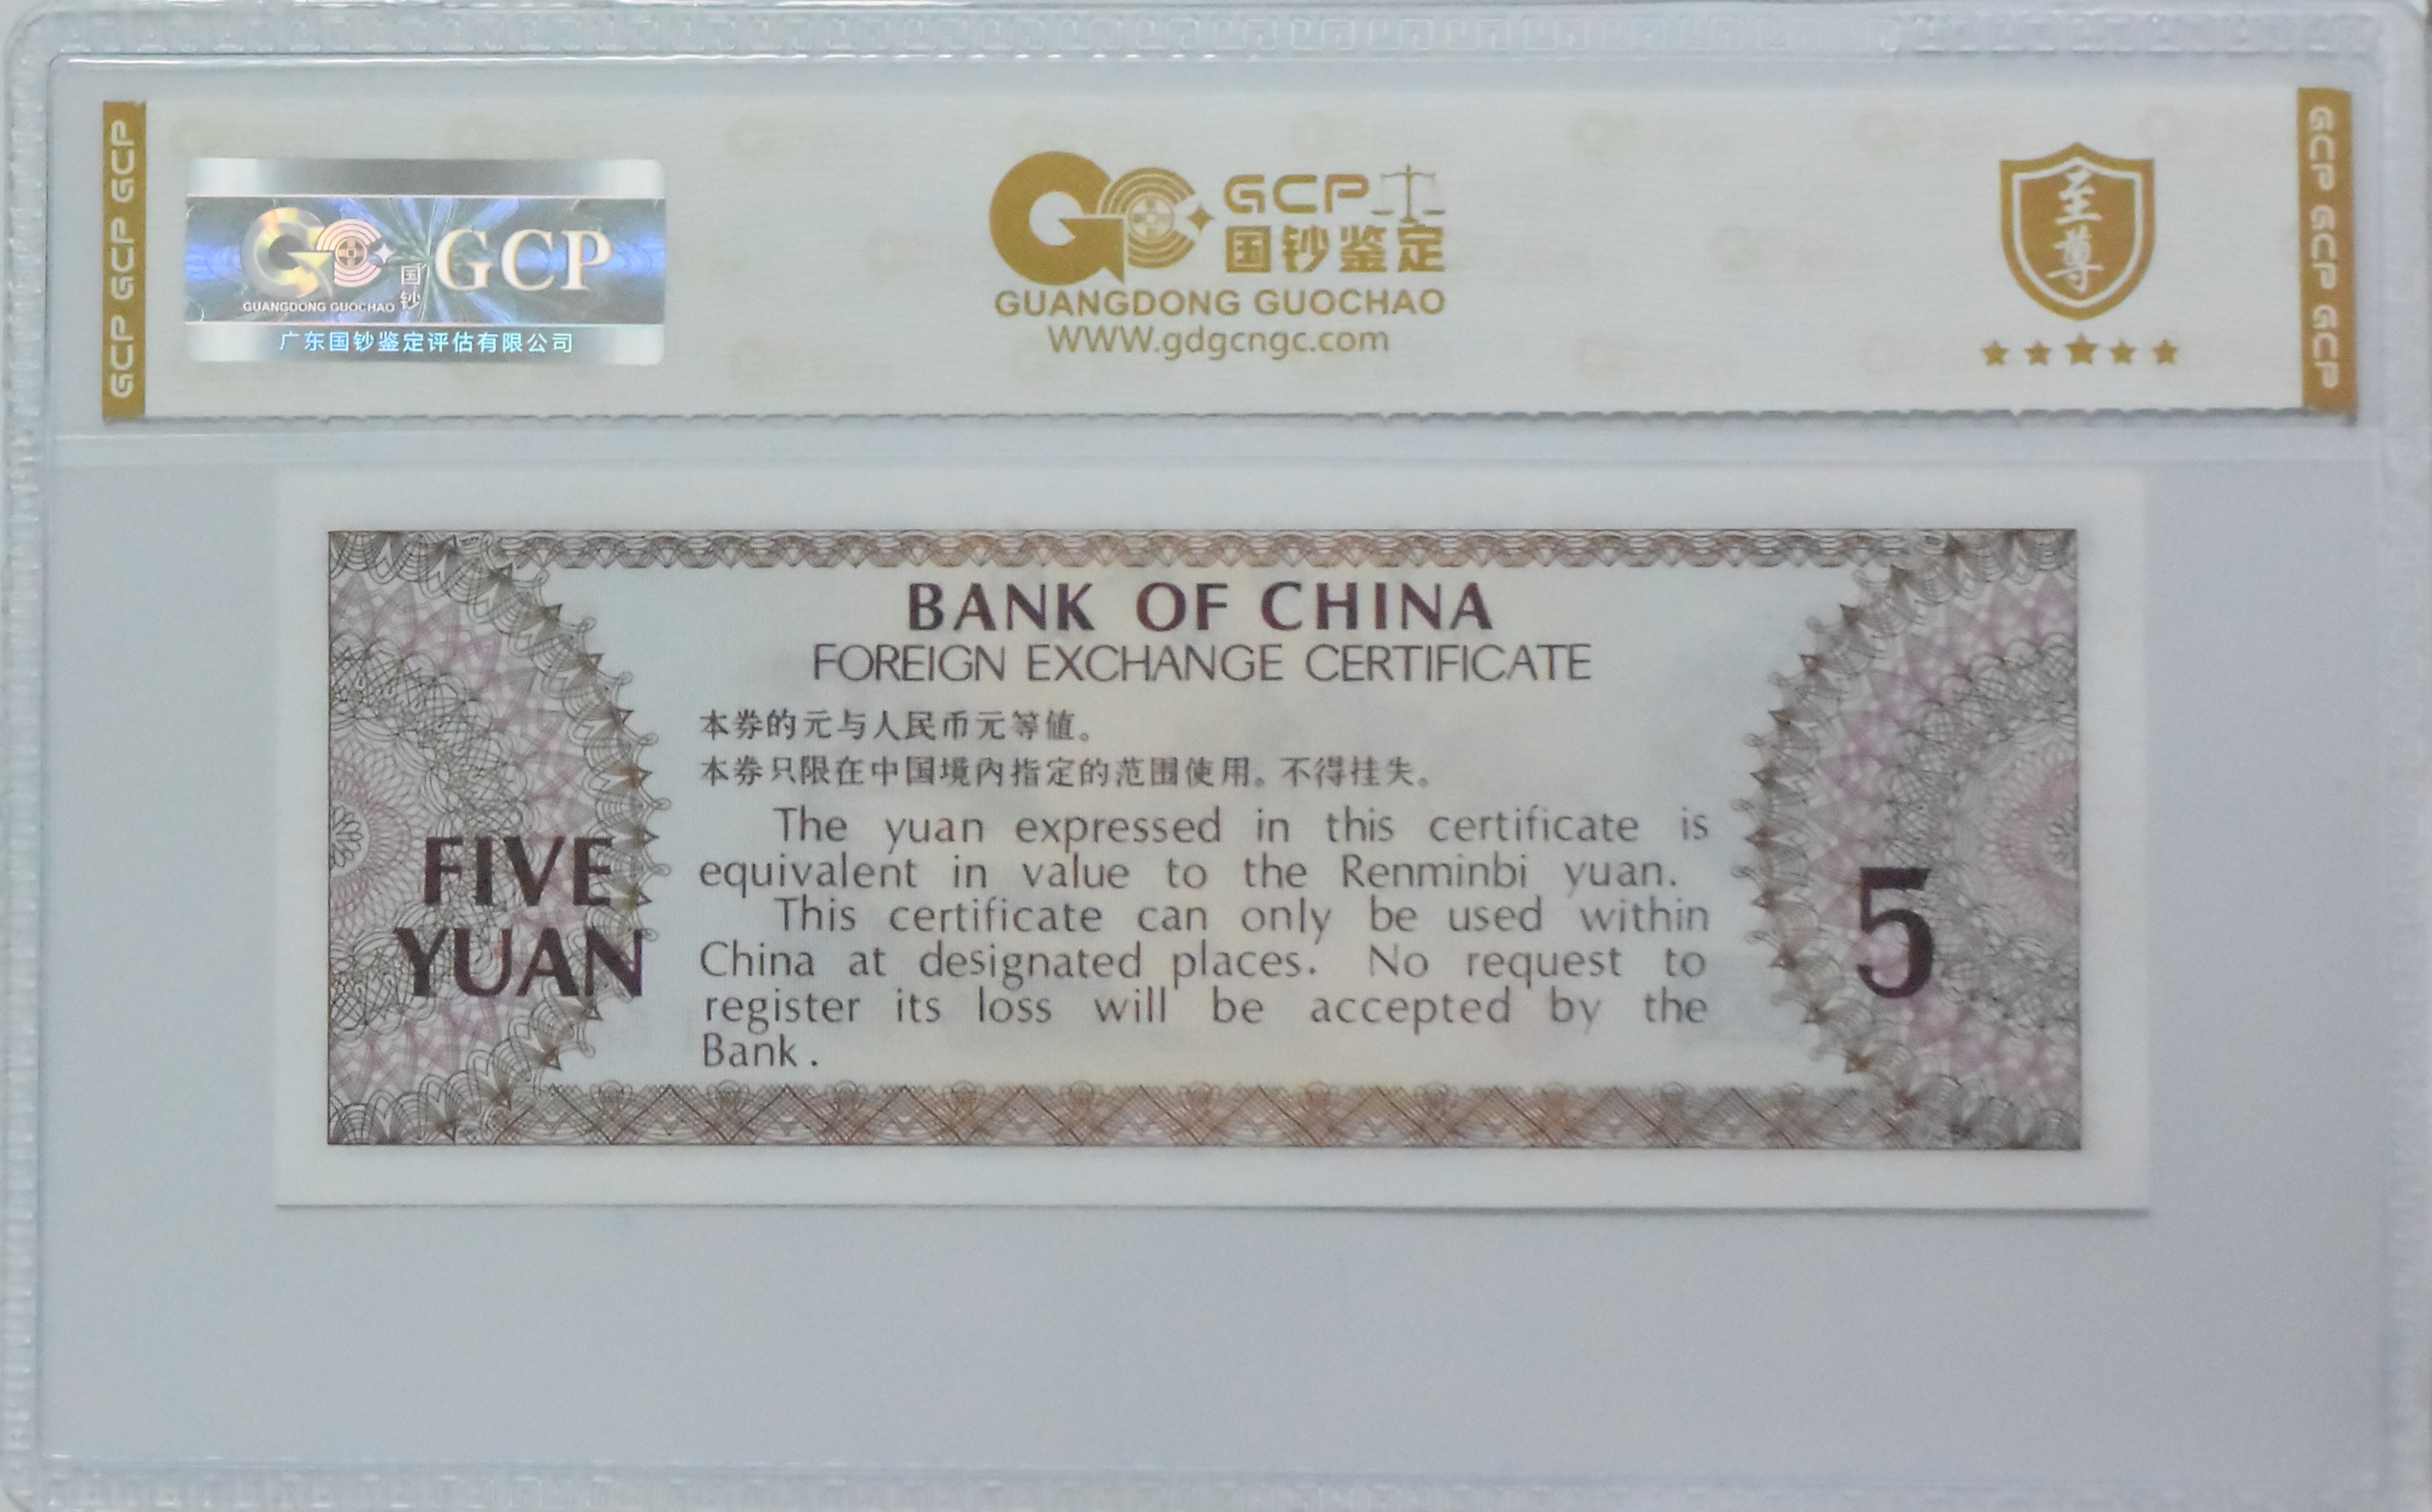 GCP GCP GCP
GCP
国钞
GUANGDONG GUOCHAO
广东国钞鉴定评估有限公司
GCP
国钞鉴定
GUANGDONG GUOCHAO
WWW.gdgcngc.com
至尊
GCP GCP GCP
BANK OF CHINA
FOREIGN EXCHANGE CERTIFICATE
本券的元与人民币元等值。
本券只限在中国境内指定的范围使用。不得挂失。
The yuan expressed in this certificate is
equivalent in value to the Renminbi yuan.
This certificate can only be used within
China at designated places. No request to
register its loss will be accepted by the
Bank.
FIVE
YUAN
5